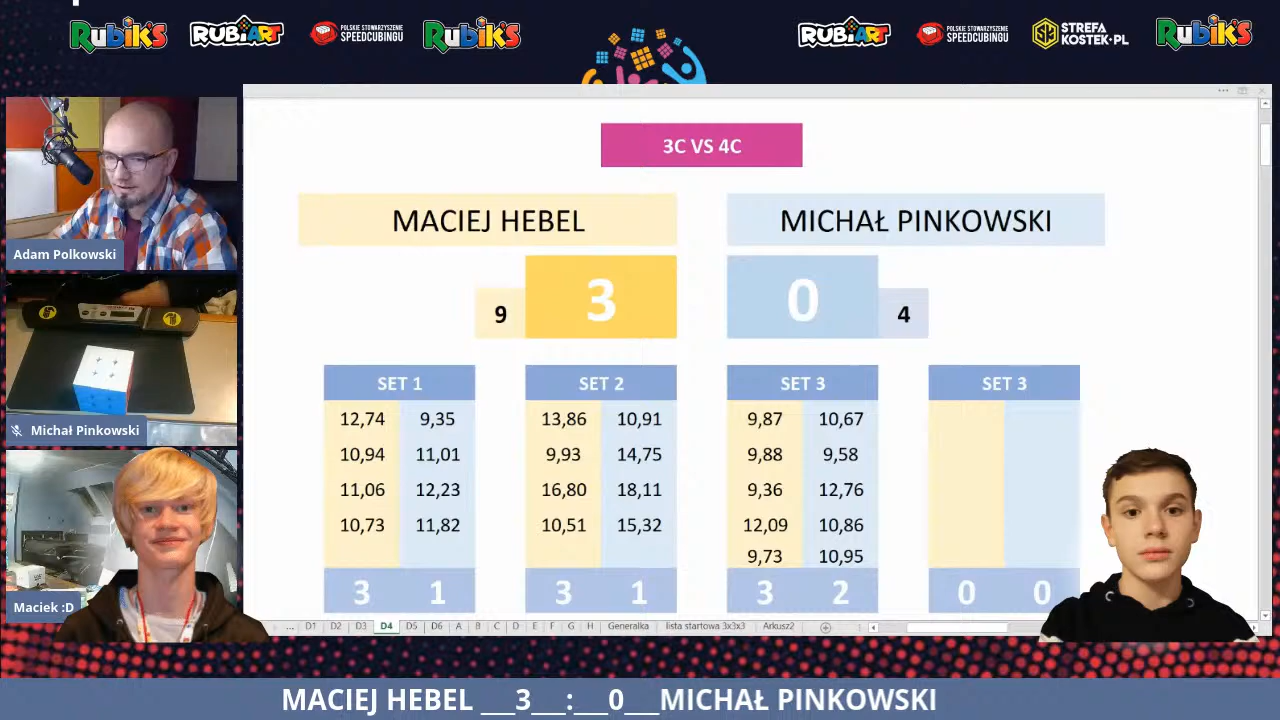 RUBIK'S RUBIART POLSKIE STOWARZYSZENIE SPEEDCUBINGU RUBIK'S RUBIART POLSKIE STOWARZYSZENIE SPEEDCUBINGU STREFA KOSTEK.PL RUBIK'S
3C VS 4C
MACIEJ HEBEL MICHAŁ PINKOWSKI
9 3 0 4
SET 1 SET 2 SET 3 SET 3
12,74 9,35 13,86 10,91 9,87 10,67
10,94 11,01 9,93 14,75 9,88 9,58
11,06 12,23 16,80 18,11 9,36 12,76
10,73 11,82 10,51 15,32 12,09 10,86
9,73 10,95
3 1 3 1 3 2 0 0
... D1 D2 D3 D4 D5 D6 A B C D E F G H Generalka lista startowa 3x3x3 Arkusz2
Adam Polkowski
Michał Pinkowski
Maciek :D
MACIEJ HEBEL __3__:__0__MICHAŁ PINKOWSKI